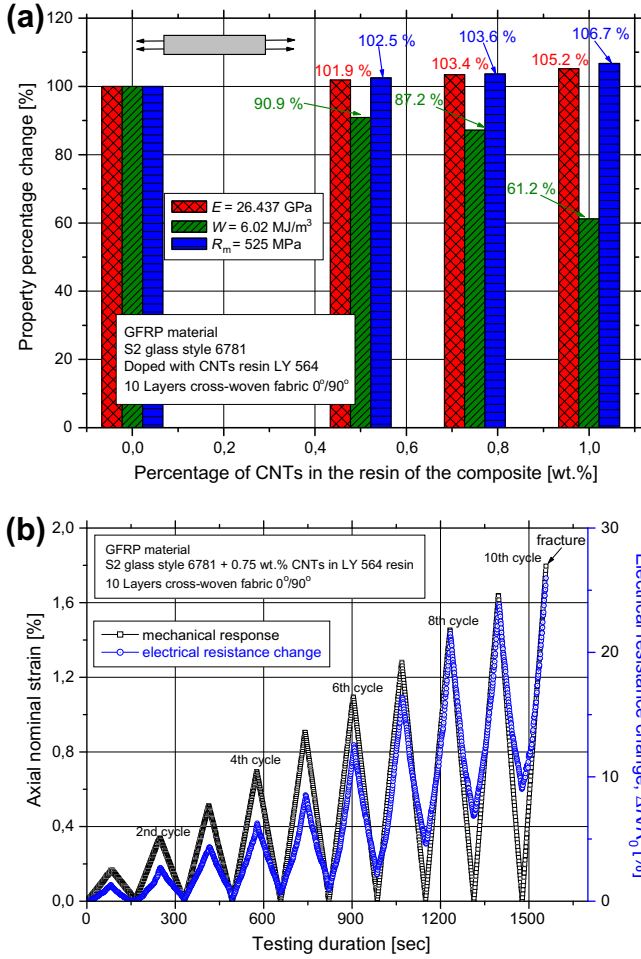 (a)
Property percentage change [%]
120
100
80
60
40
20
0
101.9 %
102.5 %
103.4 %
103.6 %
105.2 %
106.7 %
90.9 %
87.2 %
61.2 %
E = 26.437 GPa
W = 6.02 MJ/m³
Rₘ = 525 MPa
GFRP material
S2 glass style 6781
Doped with CNTs resin LY 564
10 Layers cross-woven fabric 0°/90°
0,0 0,2 0,4 0,6 0,8 1,0
Percentage of CNTs in the resin of the composite [wt.%]
(b)
Axial nominal strain [%]
2,0
1,6
1,2
0,8
0,4
0,0
GFRP material
S2 glass style 6781 + 0.75 wt.% CNTs in LY 564 resin
10 Layers cross-woven fabric 0°/90°
mechanical response
electrical resistance change
2nd cycle
4th cycle
6th cycle
8th cycle
10th cycle
fracture
30
20
10
0
Electrical resistance change, ΔR/R₀ [%]
0 300 600 900 1200 1500
Testing duration [sec]